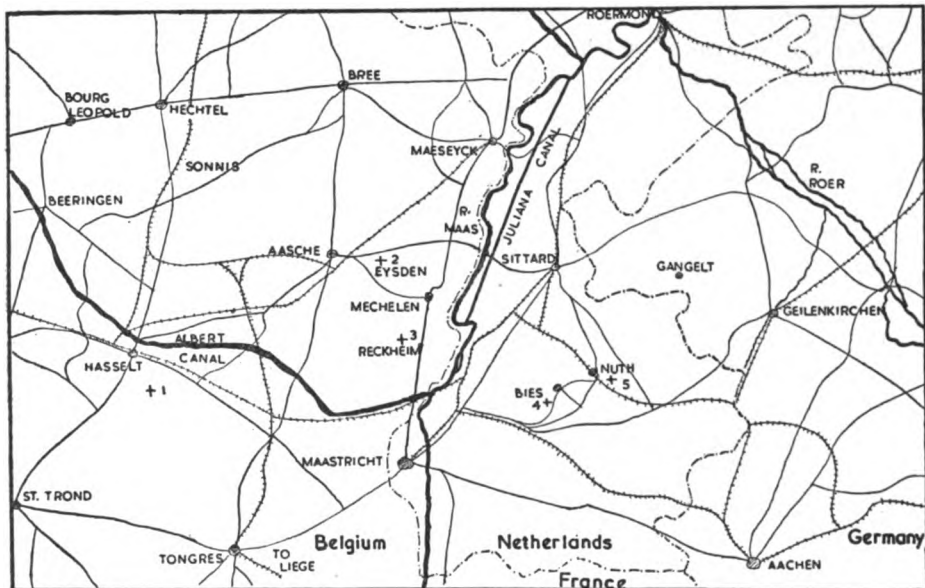 ROERMOND
BREE
BOURG
LEOPOLD
HECHTEL
MAESEYCK
SONNIS
JULIANA CANAL
R.
ROER
BEERINGEN
R.
MAAS
AASCHE
+ 2
EYSDEN
SITTARD
GANGELT
MECHELEN
GEILENKIRCHEN
ALBERT
CANAL
+ 3
RECKHEIM
HASSELT
+ 1
NUTH
+ 5
BIES
4 +
MAASTRICHT
ST. TROND
TONGRES
TO
LIEGE
Belgium
Netherlands
Germany
AACHEN
France